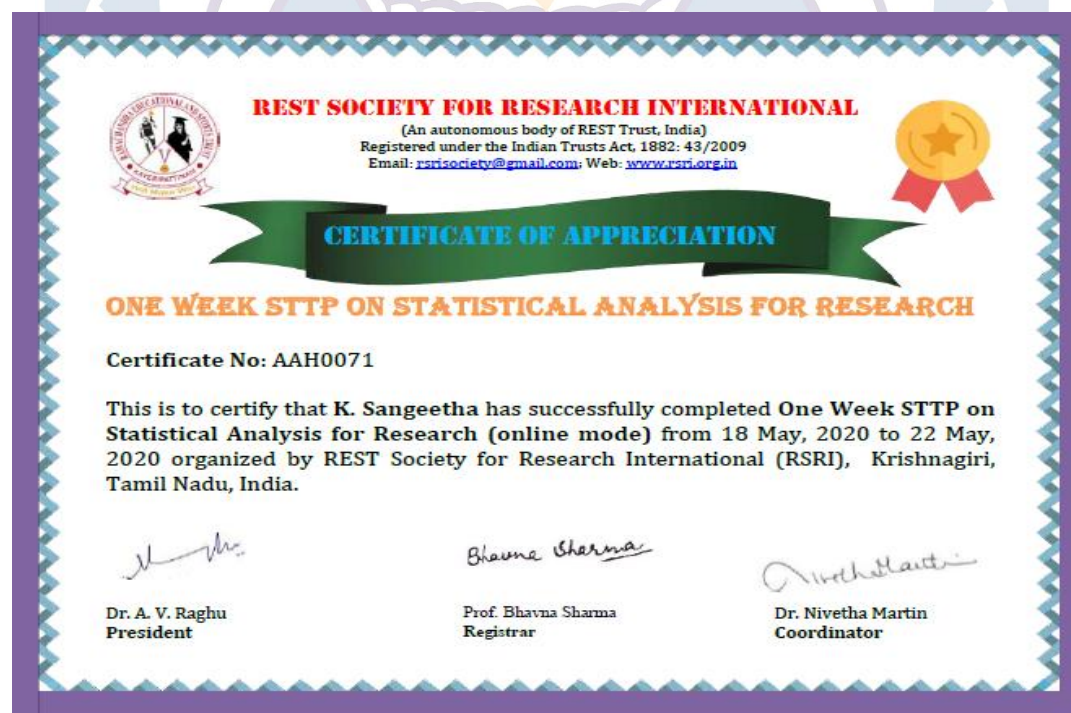 REST SOCIETY FOR RESEARCH INTERNATIONAL
(An autonomous body of REST Trust, India)
Registered under the Indian Trusts Act, 1882: 43/2009
Email: rsrisociety@gmail.com; Web: www.rsri.org.in
CERTIFICATE OF APPRECIATION
ONE WEEK STTP ON STATISTICAL ANALYSIS FOR RESEARCH
Certificate No: AAH0071
This is to certify that K. Sangeetha has successfully completed One Week STTP on
Statistical Analysis for Research (online mode) from 18 May, 2020 to 22 May,
2020 organized by REST Society for Research International (RSRI), Krishnagiri,
Tamil Nadu, India.
Bhavna Sharma
Dr. A. V. Raghu
President
Prof. Bhavna Sharma
Registrar
Dr. Nivetha Martin
Coordinator